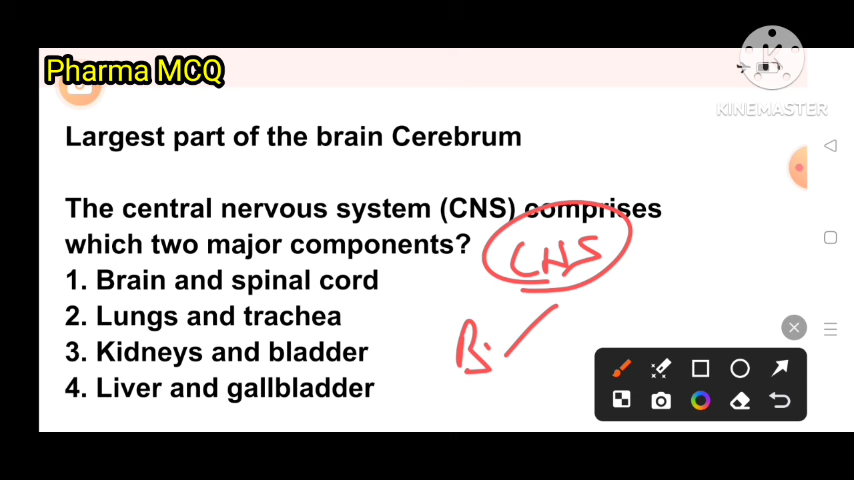 Pharma MCQ
KINEMASTER
Largest part of the brain Cerebrum
The central nervous system (CNS) comprises
which two major components?
CNS
1. Brain and spinal cord
2. Lungs and trachea
3. Kidneys and bladder
4. Liver and gallbladder